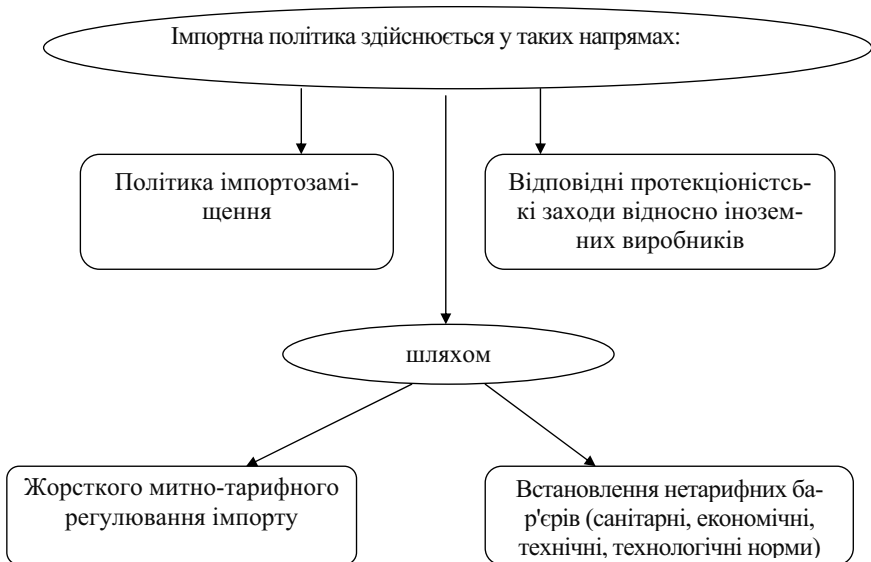 Імпортна політика здійснюється у таких напрямах:
Політика імпортозамі-
щення
Відповідні протекціоністсь-
кі заходи відносно інозем-
них виробників
шляхом
Жорсткого митно-тарифного
регулювання імпорту
Встановлення нетарифних ба-
р'єрів (санітарні, економічні,
технічні, технологічні норми)